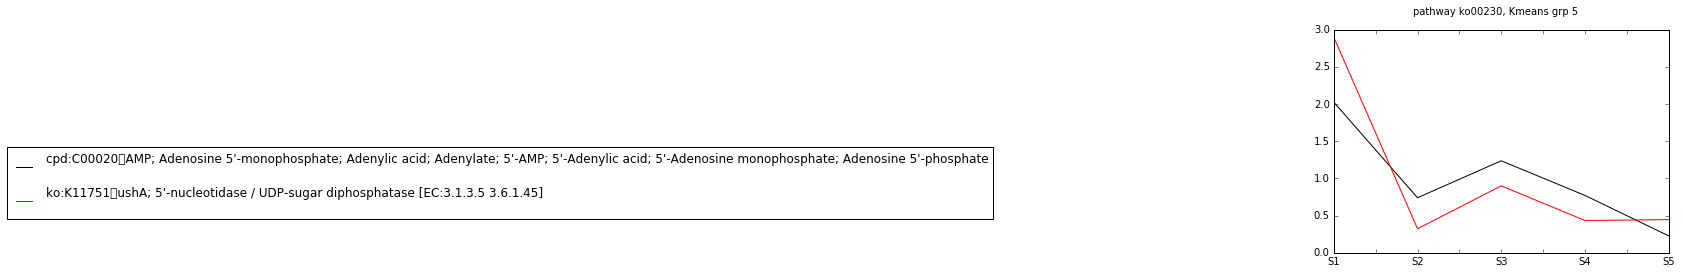 pathway ko00230, Kmeans grp 5
3.0
2.5
2.0
1.5
1.0
0.5
0.0
S1 S2 S3 S4 S5
cpd:C00020▯AMP; Adenosine 5'-monophosphate; Adenylic acid; Adenylate; 5'-AMP; 5'-Adenylic acid; 5'-Adenosine monophosphate; Adenosine 5'-phosphate
ko:K11751▯ushA; 5'-nucleotidase / UDP-sugar diphosphatase [EC:3.1.3.5 3.6.1.45]